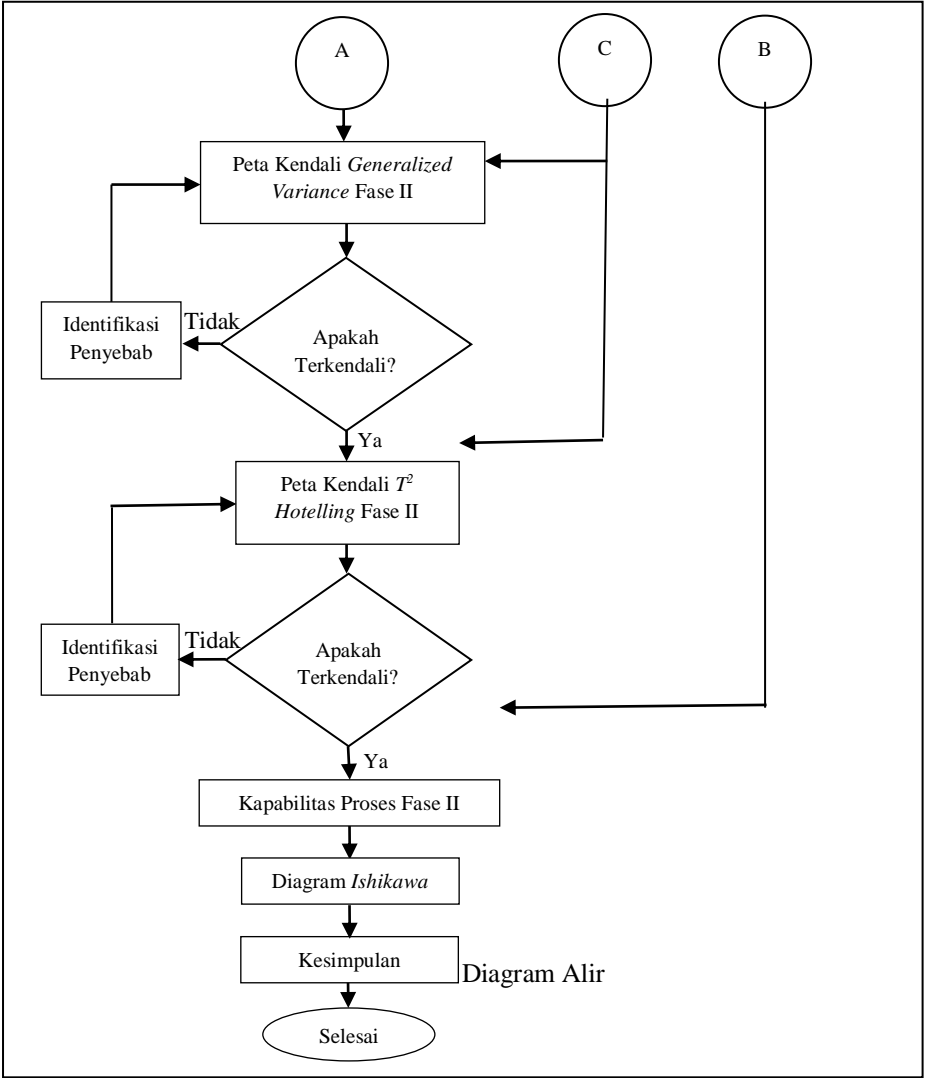 A
C
B
Peta Kendali Generalized
Variance Fase II
Identifikasi
Penyebab
Tidak
Apakah
Terkendali?
Ya
Peta Kendali T²
Hotelling Fase II
Identifikasi
Penyebab
Tidak
Apakah
Terkendali?
Ya
Kapabilitas Proses Fase II
Diagram Ishikawa
Kesimpulan
Diagram Alir
Selesai